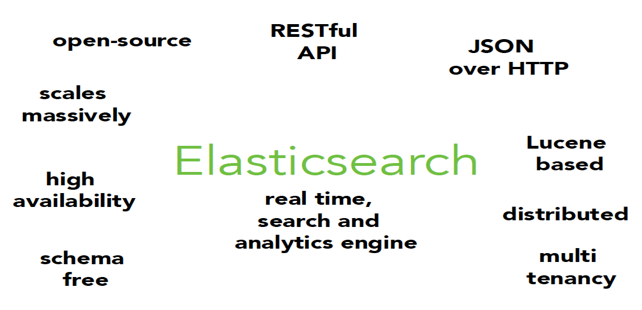 open-source
RESTful
API
JSON
over HTTP
scales
massively
Elasticsearch
real time,
search and
analytics engine
Lucene
based
high
availability
distributed
schema
free
multi
tenancy